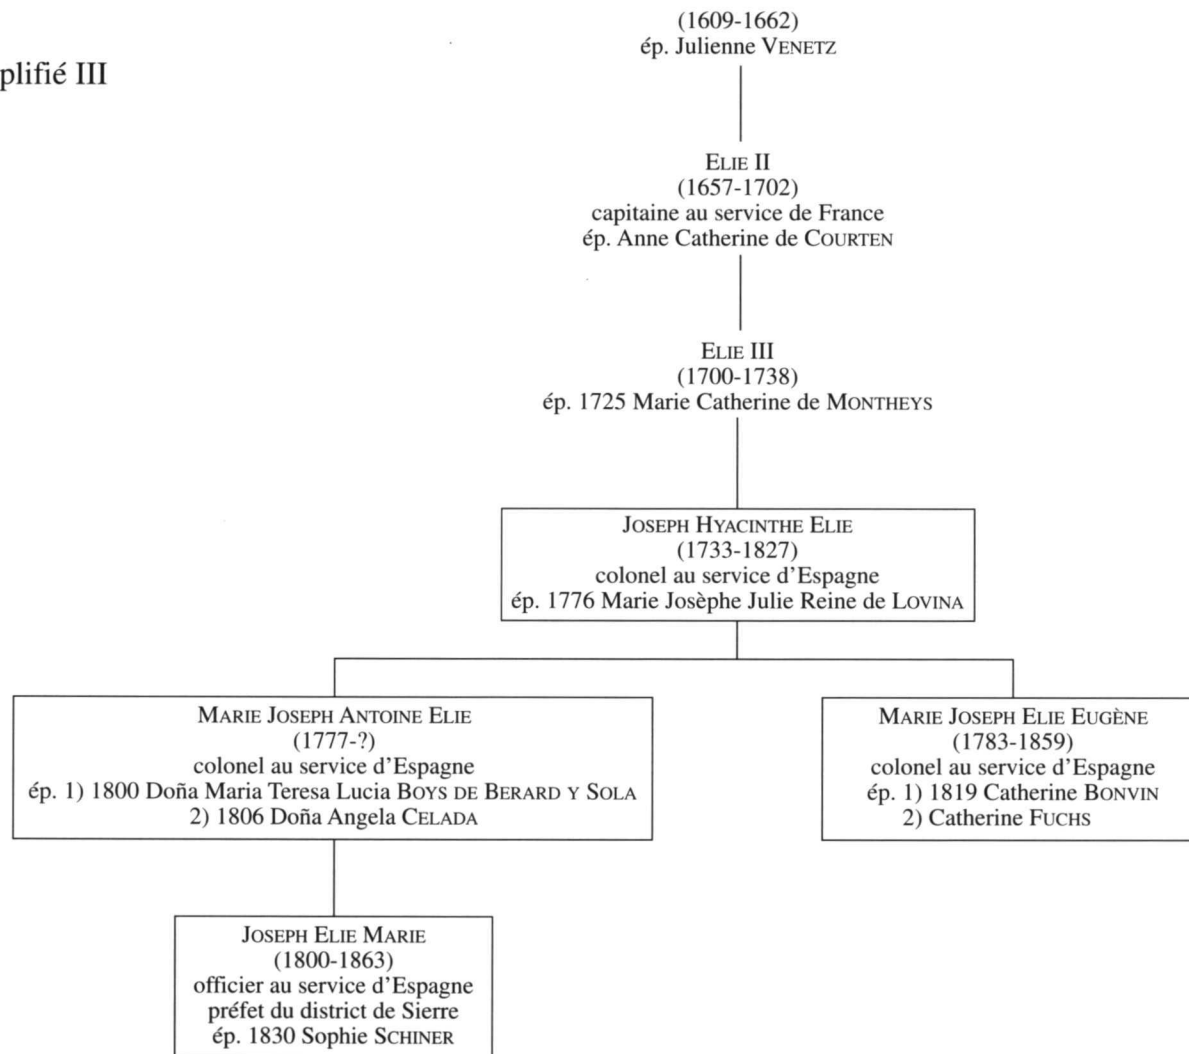 (1609-1662)
ép. Julienne VENETZ
plifié III
ELIE II
(1657-1702)
capitaine au service de France
ép. Anne Catherine de COURTEN
ELIE III
(1700-1738)
ép. 1725 Marie Catherine de MONTHEYS
JOSEPH HYACINTHE ELIE
(1733-1827)
colonel au service d'Espagne
ép. 1776 Marie Josèphe Julie Reine de LOVINA
MARIE JOSEPH ANTOINE ELIE
(1777-?)
colonel au service d'Espagne
ép. 1) 1800 Doña Maria Teresa Lucia BOYS DE BERARD Y SOLA
2) 1806 Doña Angela CELADA
MARIE JOSEPH ELIE EUGÈNE
(1783-1859)
colonel au service d'Espagne
ép. 1) 1819 Catherine BONVIN
2) Catherine FUCHS
JOSEPH ELIE MARIE
(1800-1863)
officier au service d'Espagne
préfet du district de Sierre
ép. 1830 Sophie SCHINER